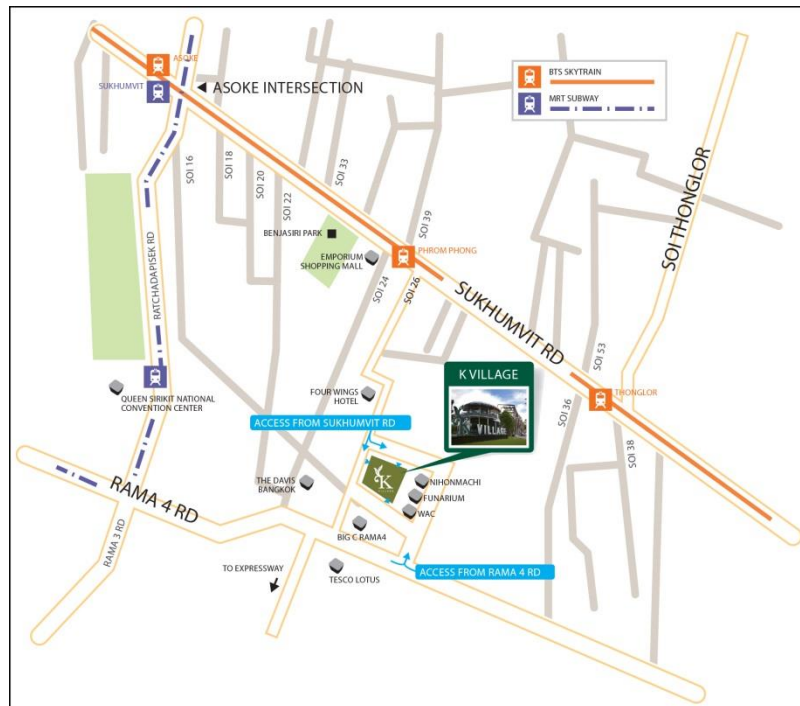 ASOKE
SUKHUMVIT
ASOKE INTERSECTION
BTS SKYTRAIN
MRT SUBWAY
SOI 16
SOI 18
SOI 20
SOI 22
SOI 33
SOI 39
BENJASIRI PARK
EMPORIUM
SHOPPING MALL
PHROM PHONG
SOI 24
SOI 26
SOI THONGLOR
RATCHADAPISEK RD
SUKHUMVIT RD
SOI 53
THONGLOR
SOI 36
SOI 38
QUEEN SIRIKIT NATIONAL
CONVENTION CENTER
K VILLAGE
K VILLAGE
FOUR WINGS
HOTEL
ACCESS FROM SUKHUMVIT RD
K
THE DAVIS
BANGKOK
NIHONMACHI
FUNARIUM
WAC
RAMA 4 RD
RAMA 3 RD
BIG C RAMA4
TO EXPRESSWAY
TESCO LOTUS
ACCESS FROM RAMA 4 RD